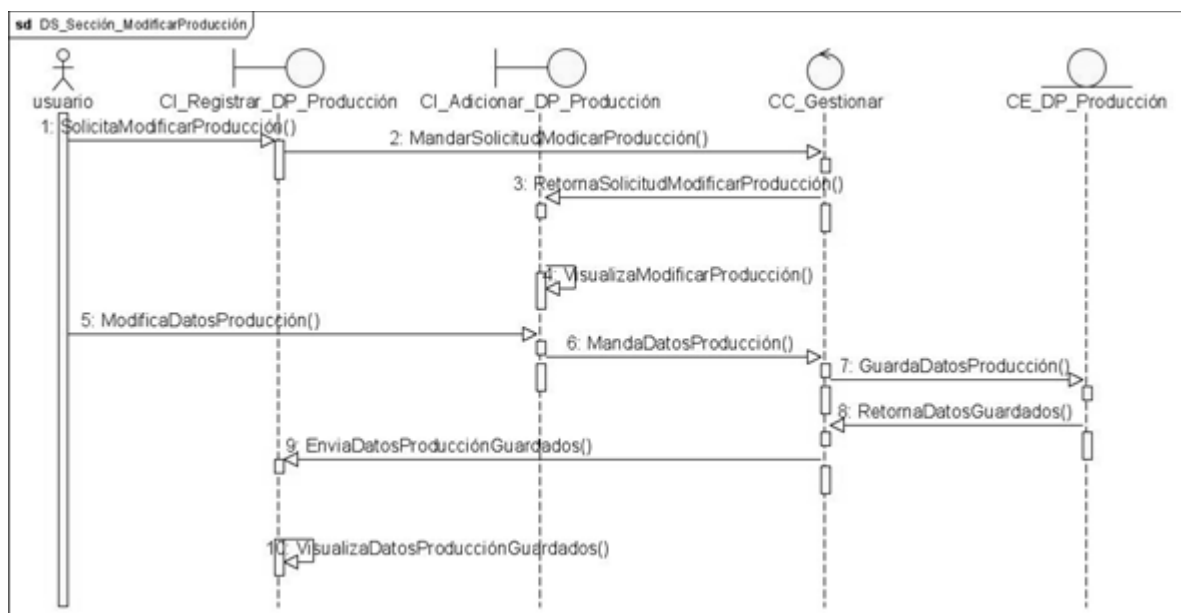 sd DS_Sección_ModificarProducción
usuario
CI_Registrar_DP_Producción
CI_Adicionar_DP_Producción
CC_Gestionar
CE_DP_Producción
1: SolicitaModificarProducción()
2: MandarSolicitudModicarProducción()
3: RetornaSolicitudModificarProducción()
4: VisualizaModificarProducción()
5: ModificaDatosProducción()
6: MandaDatosProducción()
7: GuardaDatosProducción()
8: RetornaDatosGuardados()
9: EnviaDatosProducciónGuardados()
10: VisualizaDatosProducciónGuardados()